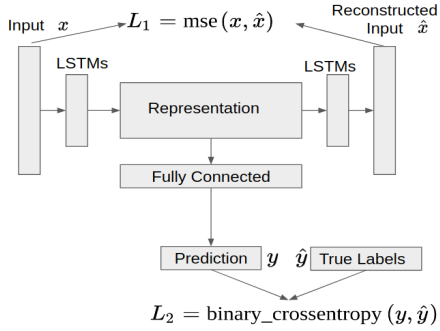 Input x
L₁ = mse (x, x̂)
Reconstructed
Input x̂
LSTMs
LSTMs
Representation
Fully Connected
Prediction y ŷ True Labels
L₂ = binary_crossentropy (y, ŷ)